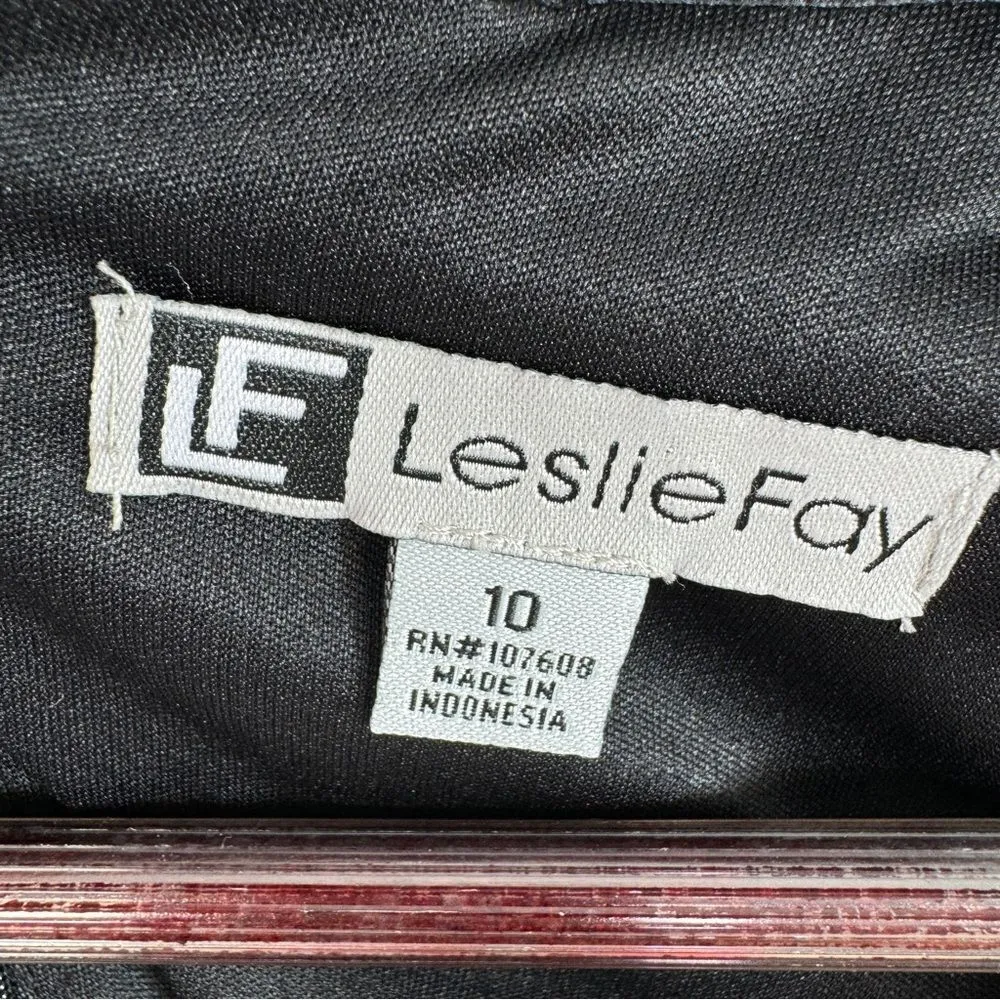 LF LeslieFay
10
RN#107608
MADE IN
INDONESIA